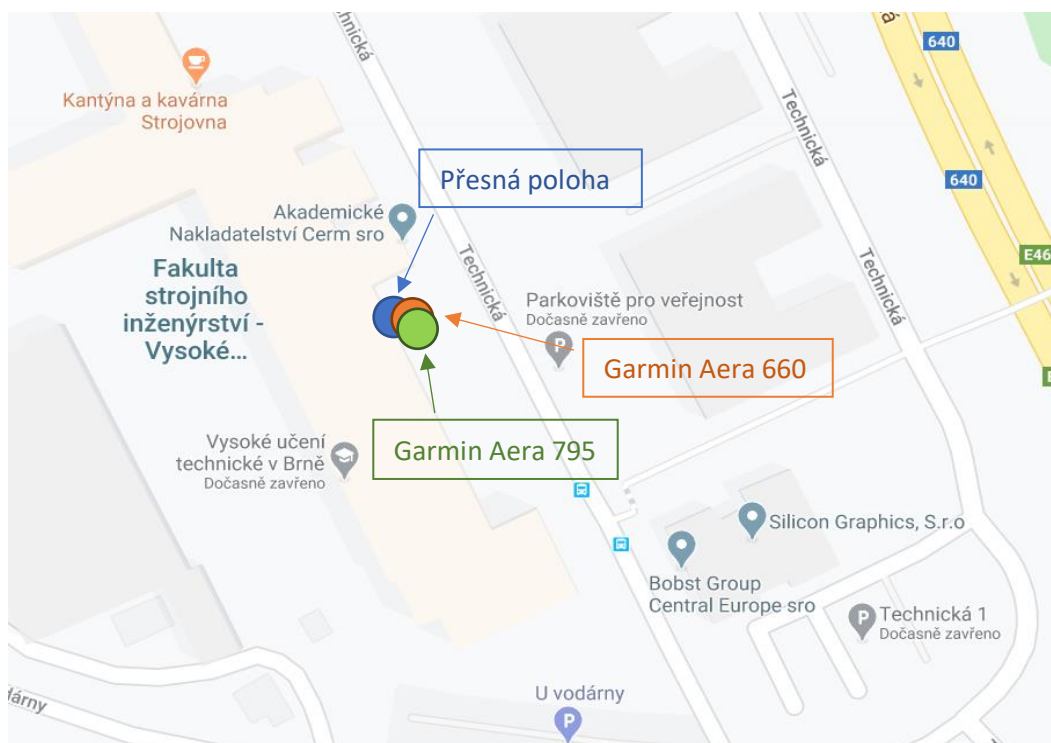 Technická
640
Kantýna a kavárna
Strojovna
Technická
Přesná poloha
640
Akademické
Nakladatelství Cerm sro
Technická
Technická
E46
Fakulta
strojního
inženýrství -
Vysoké...
Parkoviště pro veřejnost
Dočasně zavřeno
P
Garmin Aera 660
Garmin Aera 795
Vysoké učení
technické v Brně
Dočasně zavřeno
Silicon Graphics, S.r.o
Bobst Group
Central Europe sro
P
Technická 1
Dočasně zavřeno
U vodárny
P
dárny